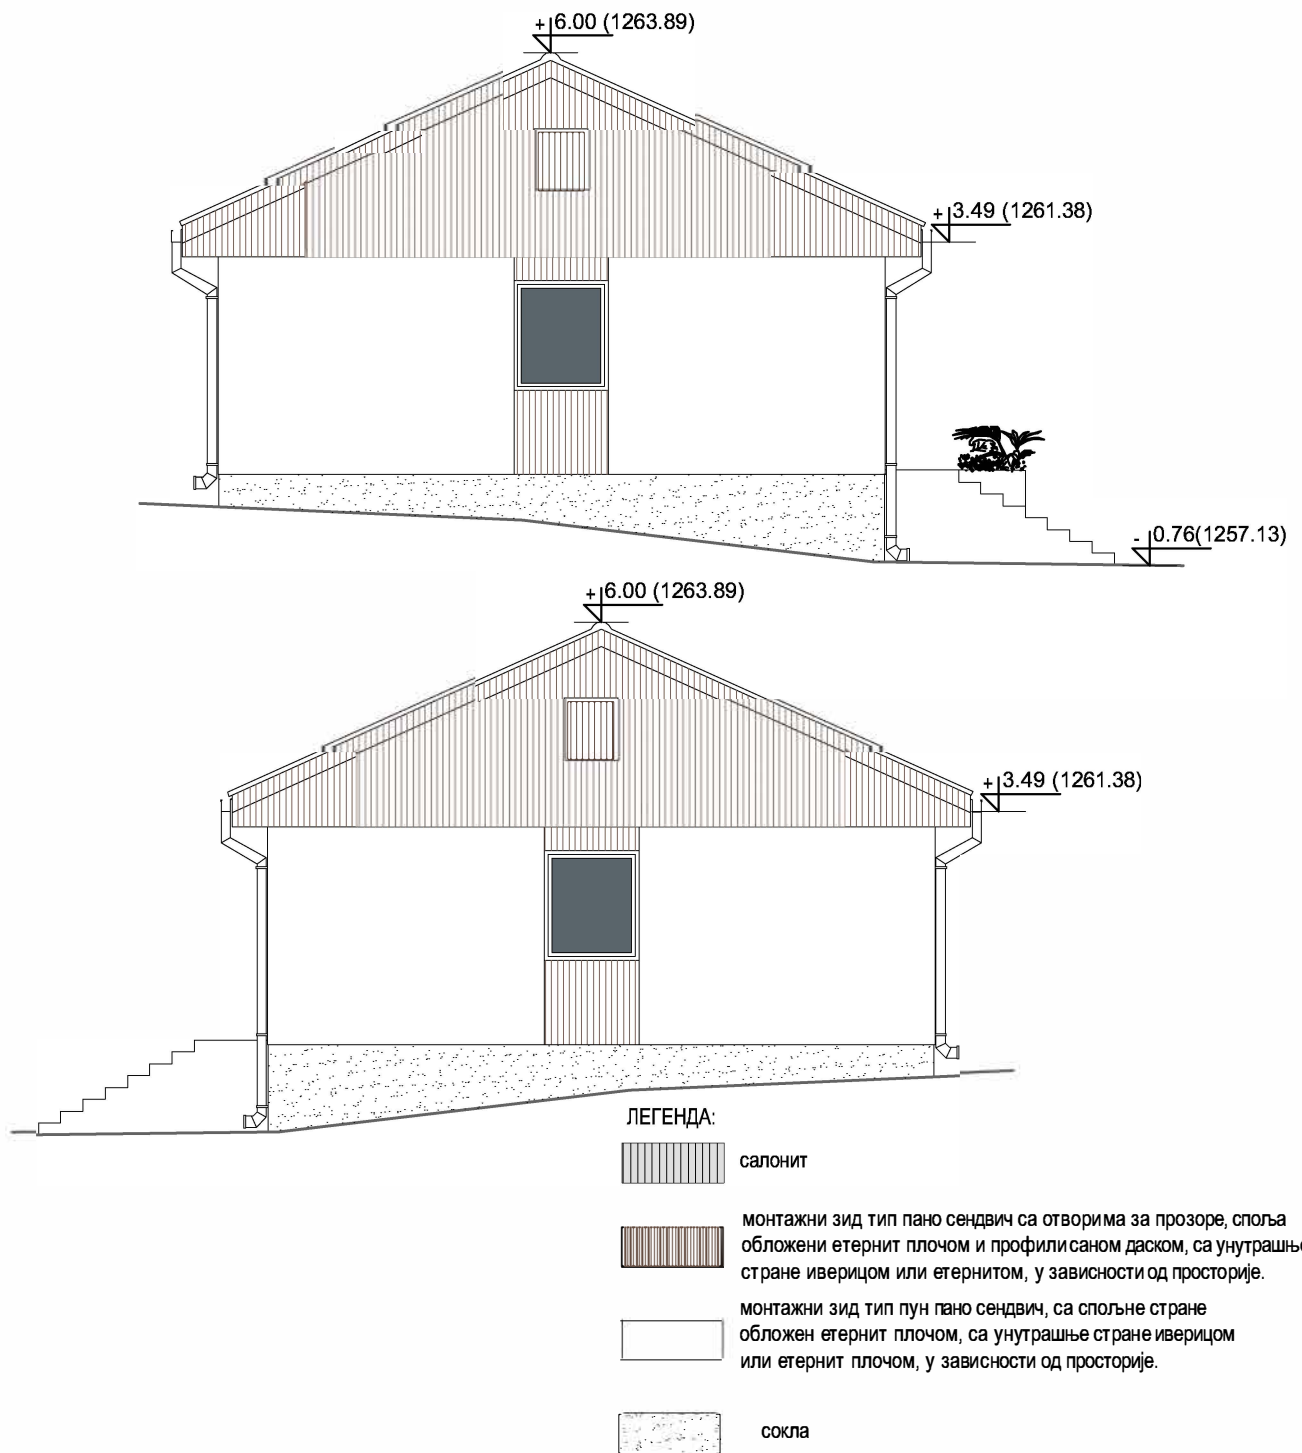 + 6.00 (1263.89)
+ 3.49 (1261.38)
- 0.76(1257.13)
+ 6.00 (1263.89)
+ 3.49 (1261.38)
ЛЕГЕНДА:
салонит
монтажни зид тип пано сендвич са отворима за прозоре, споља
обложени етернит плочом и профилисаном даском, са унутрашње
стране иверицом или етернитом, у зависности од просторије.
монтажни зид тип пун пано сендвич, са спољне стране
обложен етернит плочом, са унутрашње стране иверицом
или етернит плочом, у зависности од просторије.
сокла